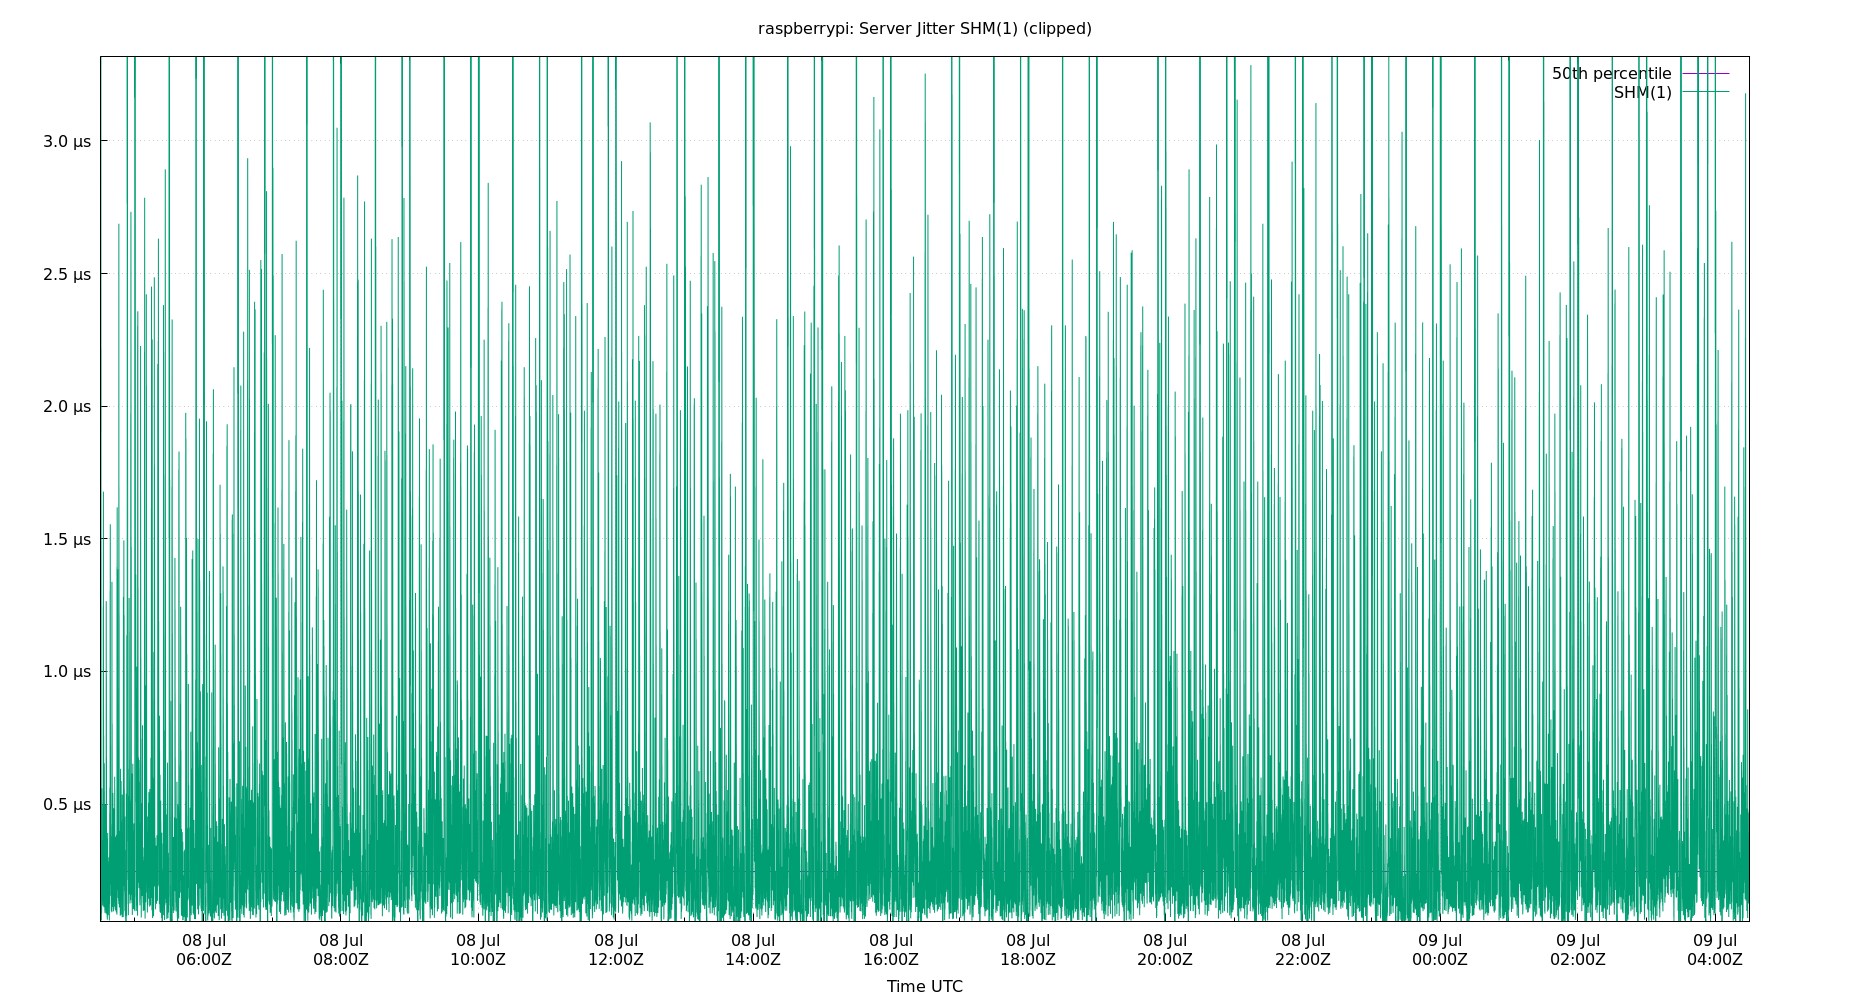 raspberrypi: Server Jitter SHM(1) (clipped)
50th percentile
SHM(1)
3.0 µs
2.5 µs
2.0 µs
1.5 µs
1.0 µs
0.5 µs
08 Jul 08 Jul 08 Jul 08 Jul 08 Jul 08 Jul 08 Jul 08 Jul 08 Jul 09 Jul 09 Jul 09 Jul
06:00Z 08:00Z 10:00Z 12:00Z 14:00Z 16:00Z 18:00Z 20:00Z 22:00Z 00:00Z 02:00Z 04:00Z
Time UTC